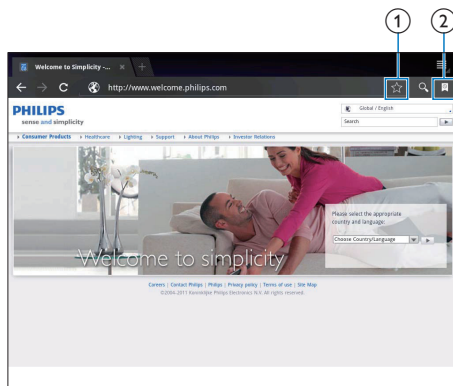 1
2
Welcome to Simplicity -...
http://www.welcome.philips.com
PHILIPS
sense and simplicity
Global / English
Search
Consumer Products
Healthcare
Lighting
Support
About Philips
Investor Relations
Please select the appropriate
country and language:
Choose Country/Language
Welcome to simplicity
Careers | Contact Philips | Philips | Privacy policy | Terms of use | Site Map
©2004-2011 Koninklijke Philips Electronics N.V. All rights reserved.